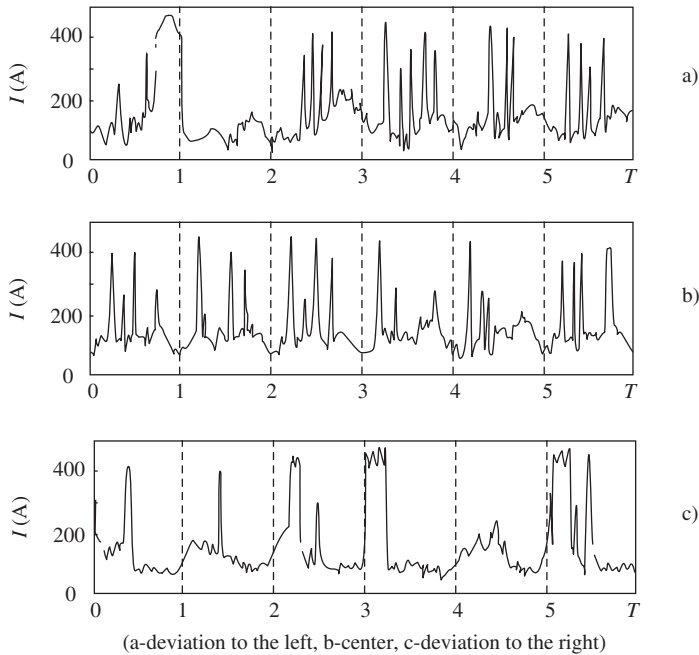 I (A)
400
200
0
0 1 2 3 4 5 T
a)
I (A)
400
200
0
0 1 2 3 4 5 T
b)
I (A)
400
200
0
0 1 2 3 4 5 T
c)
(a-deviation to the left, b-center, c-deviation to the right)